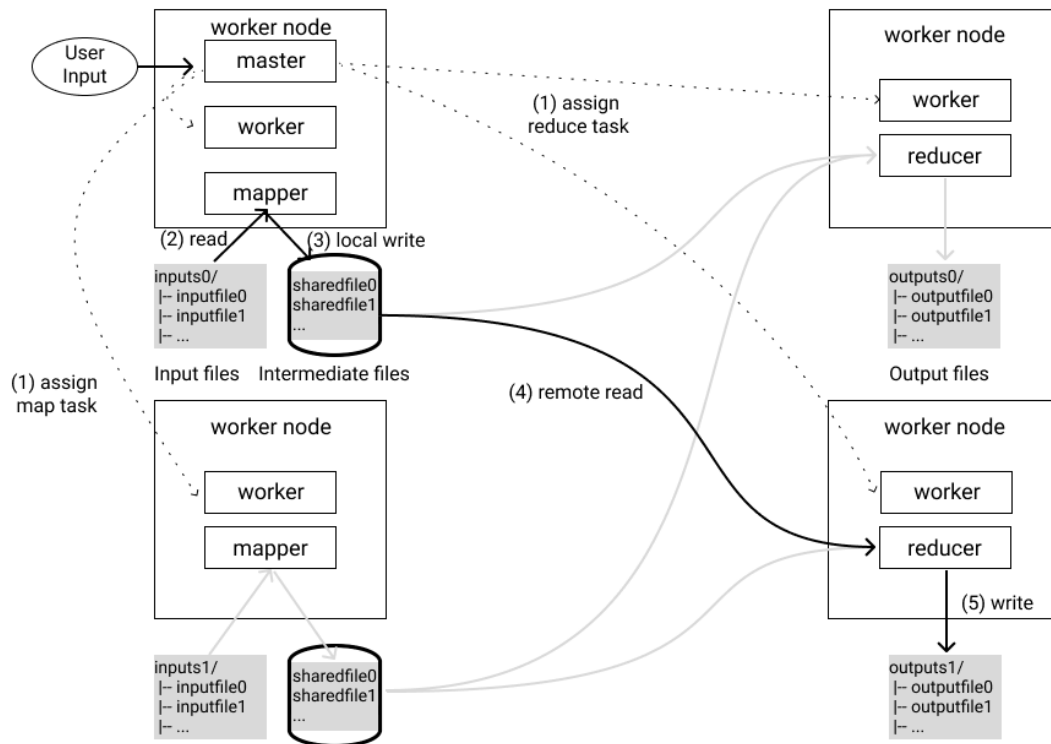 User
Input
worker node
master
worker
mapper
(2) read
(3) local write
inputs0/
|-- inputfile0
|-- inputfile1
|-- ...
sharedfile0
sharedfile1
...
Input files
Intermediate files
(1) assign
map task
(1) assign
reduce task
worker node
worker
reducer
outputs0/
|-- outputfile0
|-- outputfile1
|-- ...
Output files
(4) remote read
worker node
worker
mapper
inputs1/
|-- inputfile0
|-- inputfile1
|-- ...
sharedfile0
sharedfile1
...
worker node
worker
reducer
(5) write
outputs1/
|-- outputfile0
|-- outputfile1
|-- ...